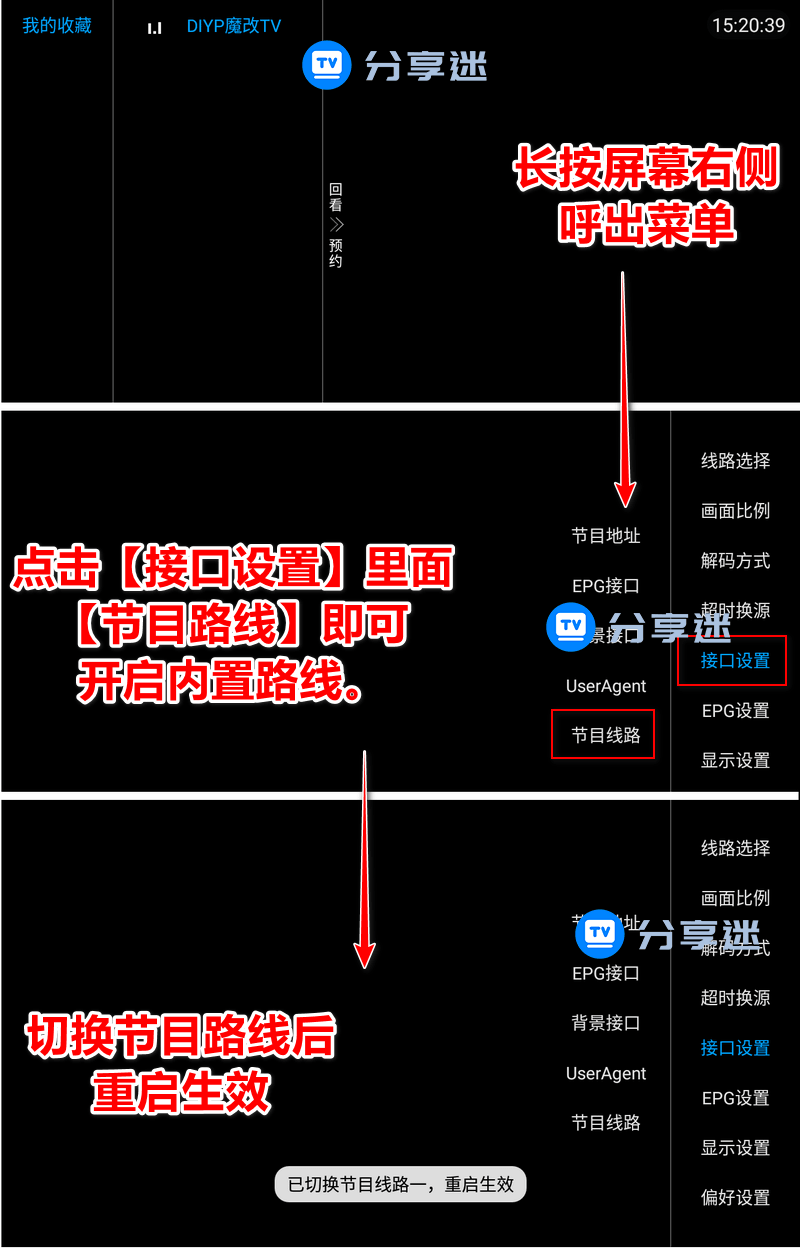 我的收藏
DIYP魔改TV
15:20:39
TV 分享迷
长按屏幕右侧
呼出菜单
回看
预约
线路选择
画面比例
节目地址
解码方式
点击【接口设置】里面
EPG接口
超时换源
TV 分享迷
【节目路线】即可
背景接口
接口设置
开启内置路线。
UserAgent
EPG设置
节目线路
显示设置
线路选择
画面比例
节目地址
TV 分享迷
解码方式
EPG接口
超时换源
切换节目路线后
背景接口
接口设置
重启生效
UserAgent
EPG设置
节目线路
显示设置
已切换节目线路一，重启生效
偏好设置